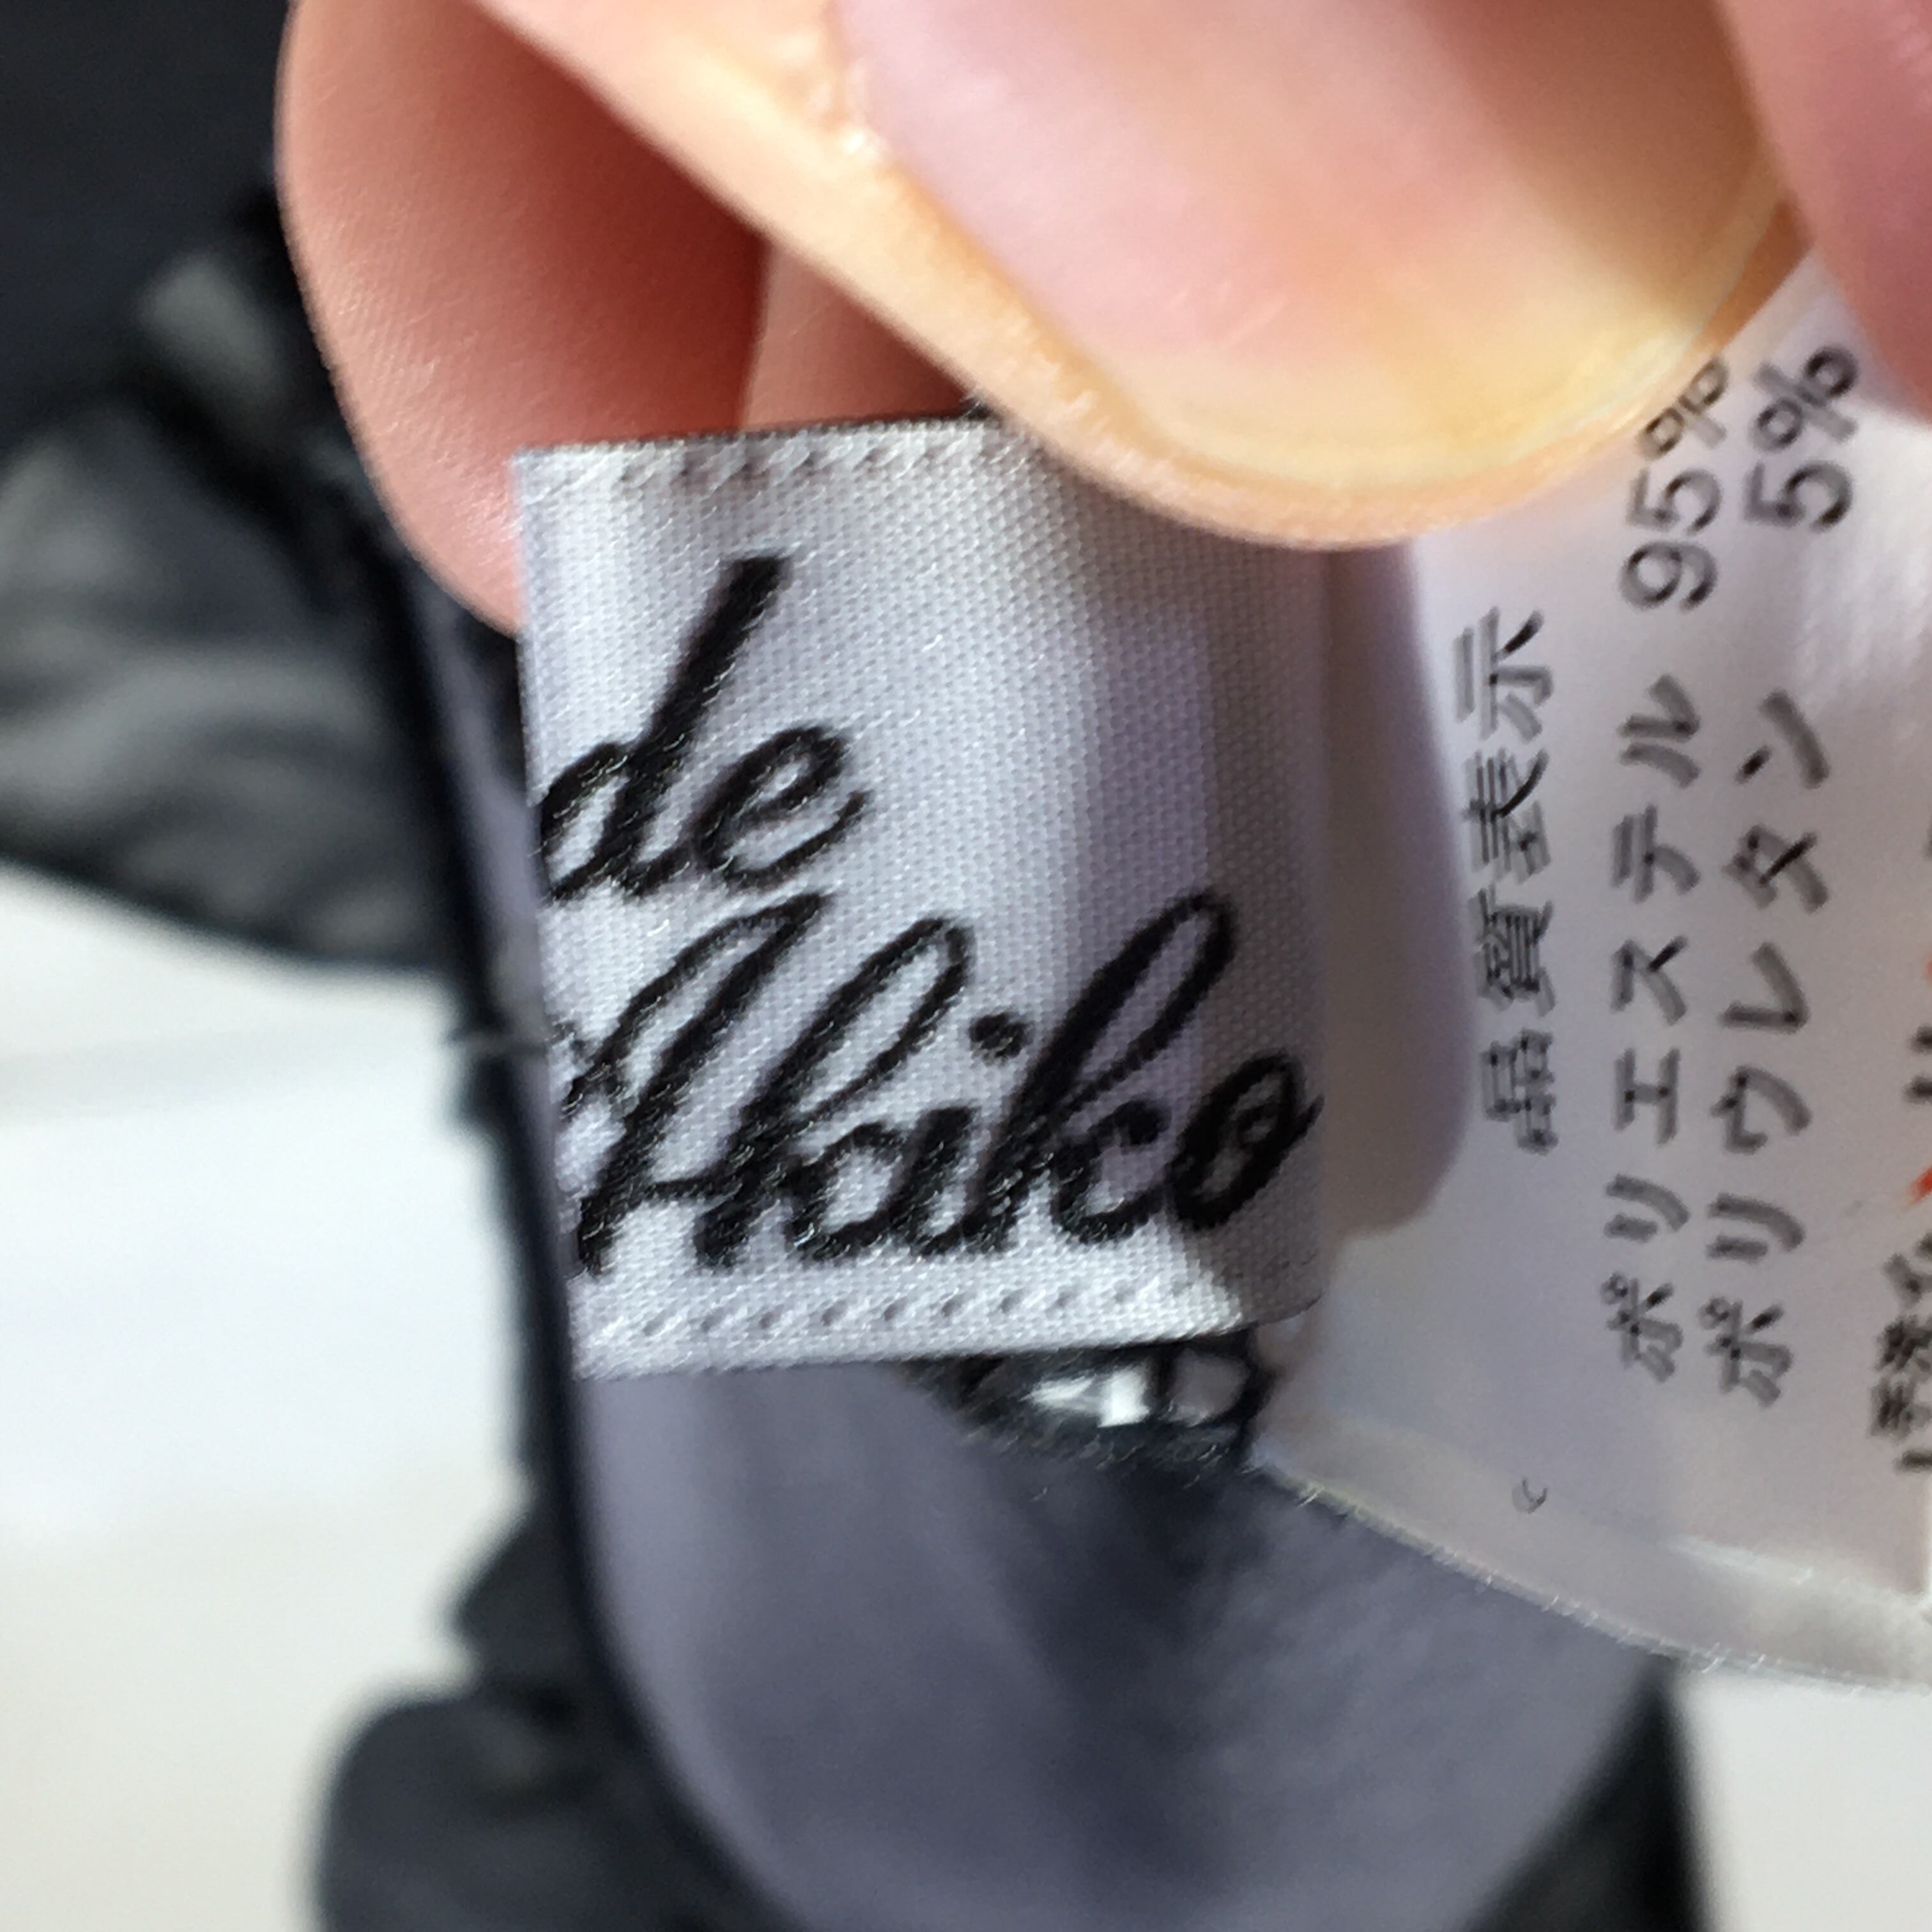 de
Akiko
品質表示
ポリエステル 95%
ポリウレタン 5%